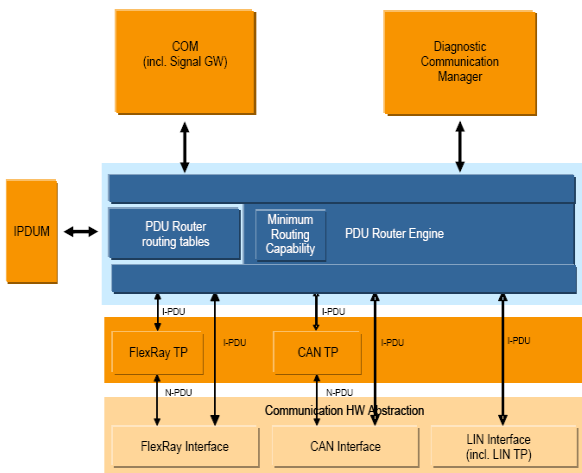 COM
(incl. Signal GW)
Diagnostic
Communication
Manager
IPDUM
PDU Router
routing tables
Minimum
Routing
Capability
PDU Router Engine
I-PDU
I-PDU
FlexRay TP
I-PDU
CAN TP
I-PDU
I-PDU
N-PDU
N-PDU
Communication HW Abstraction
FlexRay Interface
CAN Interface
LIN Interface
(incl. LIN TP)